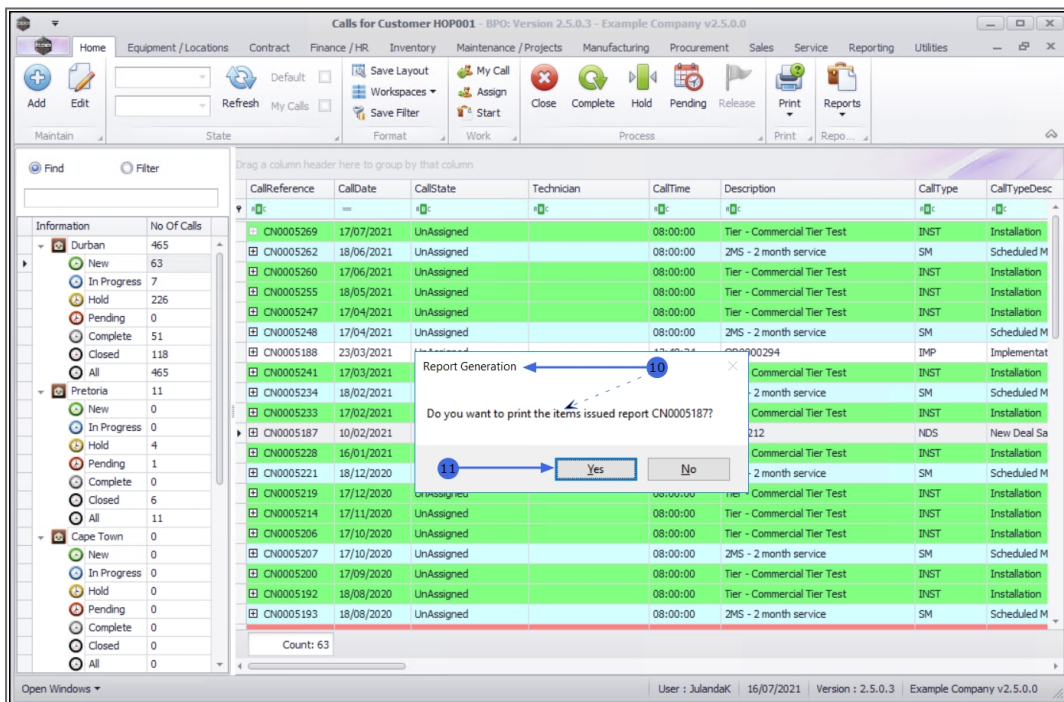 Calls for Customer HOP001 - BPO: Version 2.5.0.3 - Example Company v2.5.0.0
Home Equipment / Locations Contract Finance / HR Inventory Maintenance / Projects Manufacturing Procurement Sales Service Reporting Utilities
Add Edit Refresh Default My Calls Save Layout Workspaces Save Filter My Call Assign Start Close Complete Hold Pending Release Print Reports
Maintain State Format Work Process Print Repo...
Find Filter
Drag a column header here to group by that column
CallReference CallDate CallState Technician CallTime Description CallType CallTypeDesc
Information No Of Calls
Durban 465
New 63
In Progress 7
Hold 226
Pending 0
Complete 51
Closed 118
All 465
Pretoria 11
New 0
In Progress 0
Hold 4
Pending 1
Complete 0
Closed 6
All 11
Cape Town 0
New 0
In Progress 0
Hold 0
Pending 0
Complete 0
Closed 0
All 0
CN0005269 17/07/2021 UnAssigned 08:00:00 Tier - Commercial Tier Test INST Installation
CN0005262 18/06/2021 UnAssigned 08:00:00 2MS - 2 month service SM Scheduled M
CN0005260 17/06/2021 UnAssigned 08:00:00 Tier - Commercial Tier Test INST Installation
CN0005255 18/05/2021 UnAssigned 08:00:00 Tier - Commercial Tier Test INST Installation
CN0005247 17/04/2021 UnAssigned 08:00:00 Tier - Commercial Tier Test INST Installation
CN0005248 17/04/2021 UnAssigned 08:00:00 2MS - 2 month service SM Scheduled M
CN0005188 23/03/2021 IMP Implementat
CN0005241 17/03/2021 Commercial Tier Test INST Installation
CN0005234 18/02/2021 - 2 month service SM Scheduled M
CN0005233 17/02/2021 Commercial Tier Test INST Installation
CN0005187 10/02/2021 212 NDS New Deal Sa
CN0005228 16/01/2021 Commercial Tier Test INST Installation
CN0005221 18/12/2020 - 2 month service SM Scheduled M
CN0005219 17/12/2020 UnAssigned 08:00:00 Tier - Commercial Tier Test INST Installation
CN0005214 17/11/2020 UnAssigned 08:00:00 Tier - Commercial Tier Test INST Installation
CN0005206 17/10/2020 UnAssigned 08:00:00 Tier - Commercial Tier Test INST Installation
CN0005207 17/10/2020 UnAssigned 08:00:00 2MS - 2 month service SM Scheduled M
CN0005200 17/09/2020 UnAssigned 08:00:00 Tier - Commercial Tier Test INST Installation
CN0005192 18/08/2020 UnAssigned 08:00:00 Tier - Commercial Tier Test INST Installation
CN0005193 18/08/2020 UnAssigned 08:00:00 2MS - 2 month service SM Scheduled M
Count: 63
Report Generation 10
Do you want to print the items issued report CN0005187?
11 Yes No
Open Windows User : JulandaK 16/07/2021 Version : 2.5.0.3 Example Company v2.5.0.0